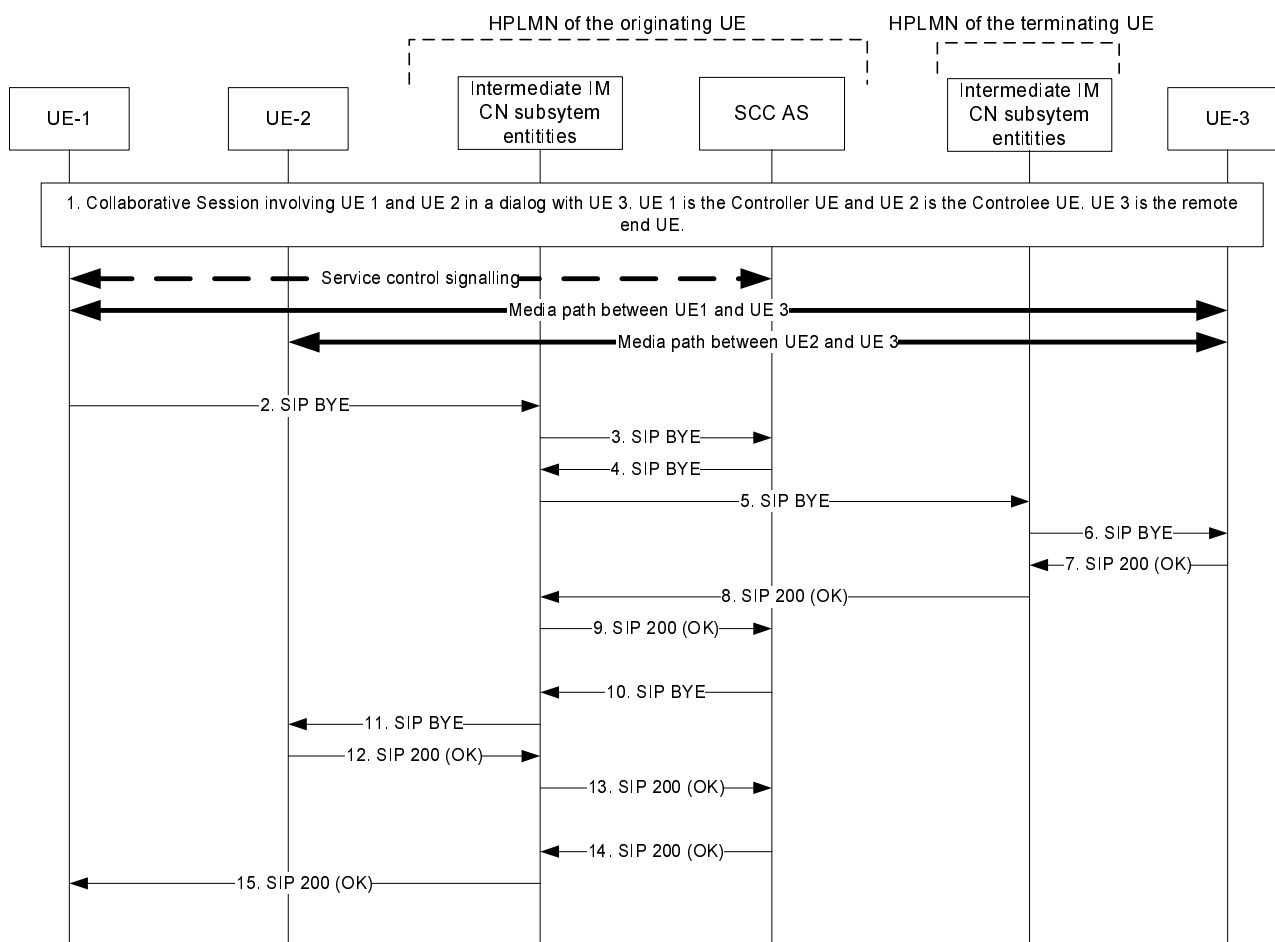 HPLMN of the originating UE
HPLMN of the terminating UE
UE-1
UE-2
Intermediate IM
CN subsytem
entitities
SCC AS
Intermediate IM
CN subsystem
entitities
UE-3
1. Collaborative Session involving UE 1 and UE 2 in a dialog with UE 3. UE 1 is the Controller UE and UE 2 is the Controlee UE. UE 3 is the remote
end UE.
Service control signalling
Media path between UE1 and UE 3
Media path between UE2 and UE 3
2. SIP BYE
3. SIP BYE
4. SIP BYE
5. SIP BYE
6. SIP BYE
7. SIP 200 (OK)
8. SIP 200 (OK)
9. SIP 200 (OK)
10. SIP BYE
11. SIP BYE
12. SIP 200 (OK)
13. SIP 200 (OK)
14. SIP 200 (OK)
15. SIP 200 (OK)